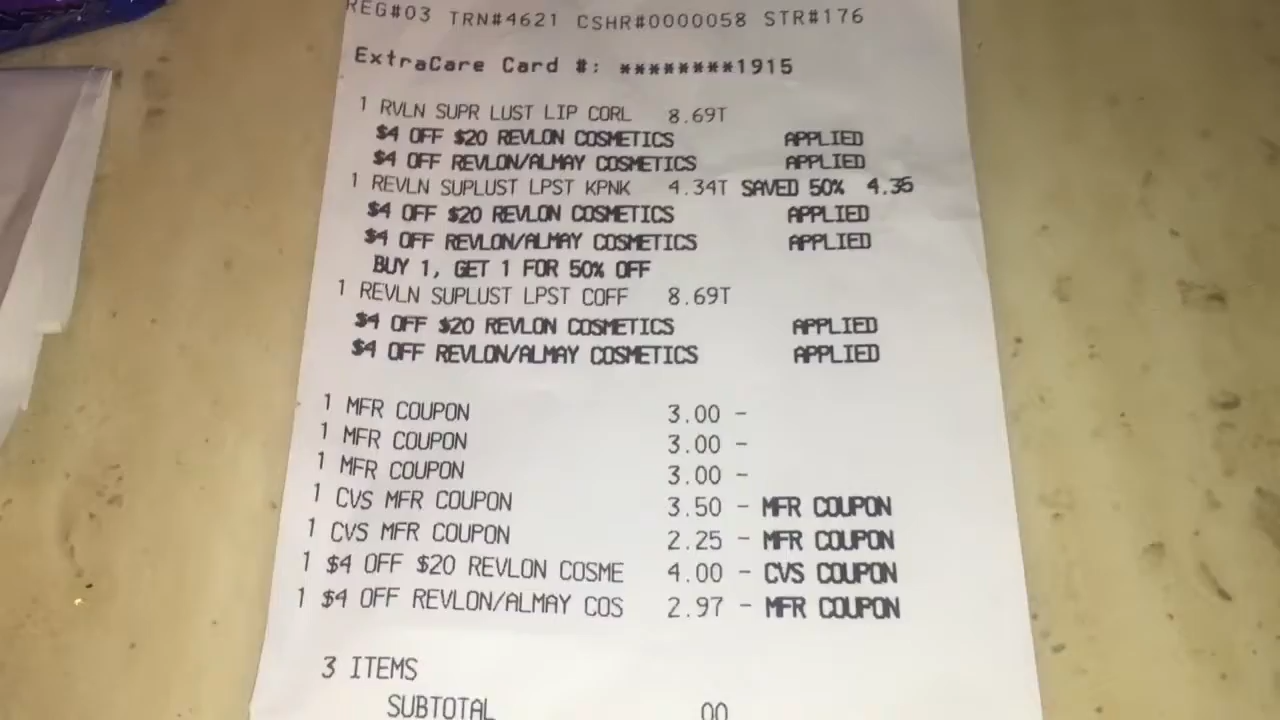 REG#03 TRN#4621 CSHR#0000058 STR#176
ExtraCare Card #: ********1915
1 RVLN SUPR LUST LIP CORL 8.69T
$4 OFF $20 REVLON COSMETICS APPLIED
$4 OFF REVLON/ALMAY COSMETICS APPLIED
1 REVLN SUPLUST LPST KPNK 4.34T SAVED 50% 4.35
$4 OFF $20 REVLON COSMETICS APPLIED
$4 OFF REVLON/ALMAY COSMETICS APPLIED
BUY 1, GET 1 FOR 50% OFF
1 REVLN SUPLUST LPST COFF 8.69T
$4 OFF $20 REVLON COSMETICS APPLIED
$4 OFF REVLON/ALMAY COSMETICS APPLIED
1 MFR COUPON 3.00 -
1 MFR COUPON 3.00 -
1 MFR COUPON 3.00 -
1 CVS MFR COUPON 3.50 - MFR COUPON
1 CVS MFR COUPON 2.25 - MFR COUPON
1 $4 OFF $20 REVLON COSME 4.00 - CVS COUPON
1 $4 OFF REVLON/ALMAY COS 2.97 - MFR COUPON
3 ITEMS
SUBTOTAL .00